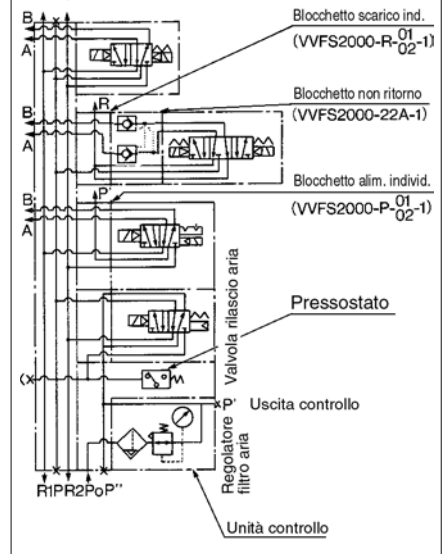 B
A
Blocchetto scarico ind.
(VVFS2000-R-01/02-1)
R
Blocchetto non ritorno
(VVFS2000-22A-1)
B
A
P'
Blocchetto alim. individ.
(VVFS2000-P-01/02-1)
B
A
Valvola rilascio aria
Pressostato
P' Uscita controllo
Regolatore
filtro aria
R1PR2PoP''
Unità controllo